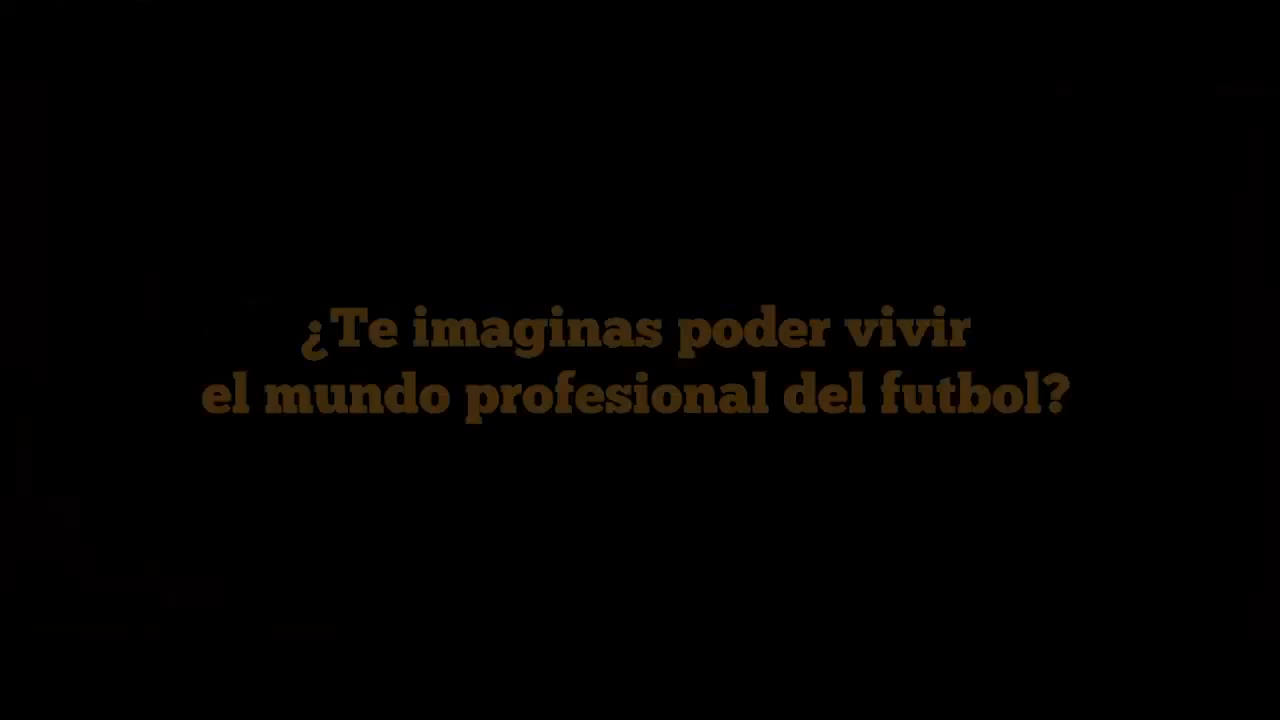 ¿Te imaginas poder vivir
el mundo profesional del futbol?